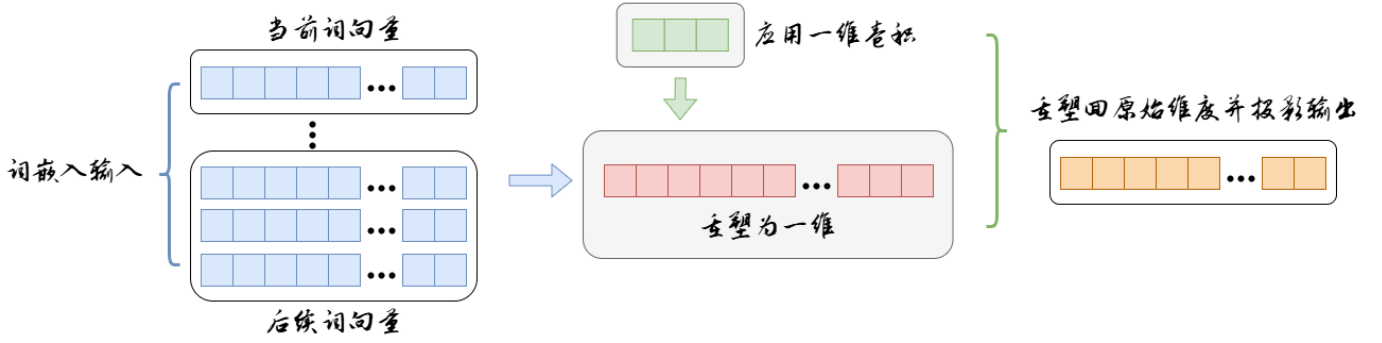 当前词向量
应用一维卷积
词嵌入输入
重塑回原始维度并投影输出
重塑为一维
后续词向量